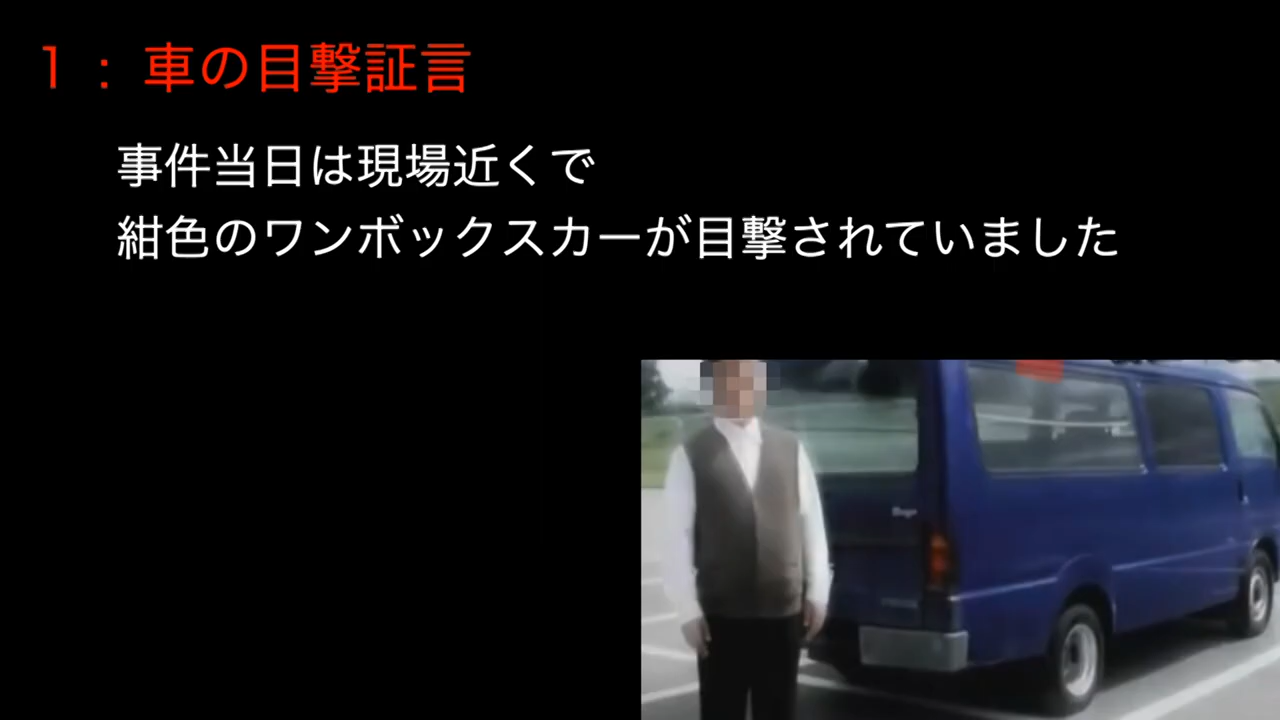 1：車の目撃証言
事件当日は現場近くで
紺色のワンボックスカーが目撃されていました